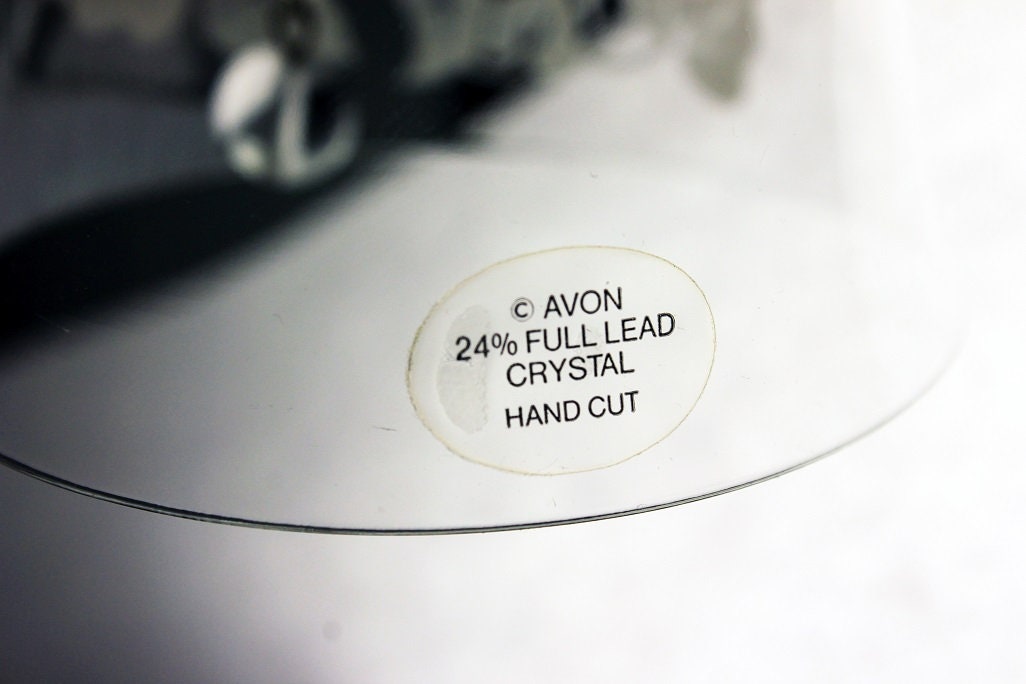 © AVON
24% FULL LEAD
CRYSTAL
HAND CUT